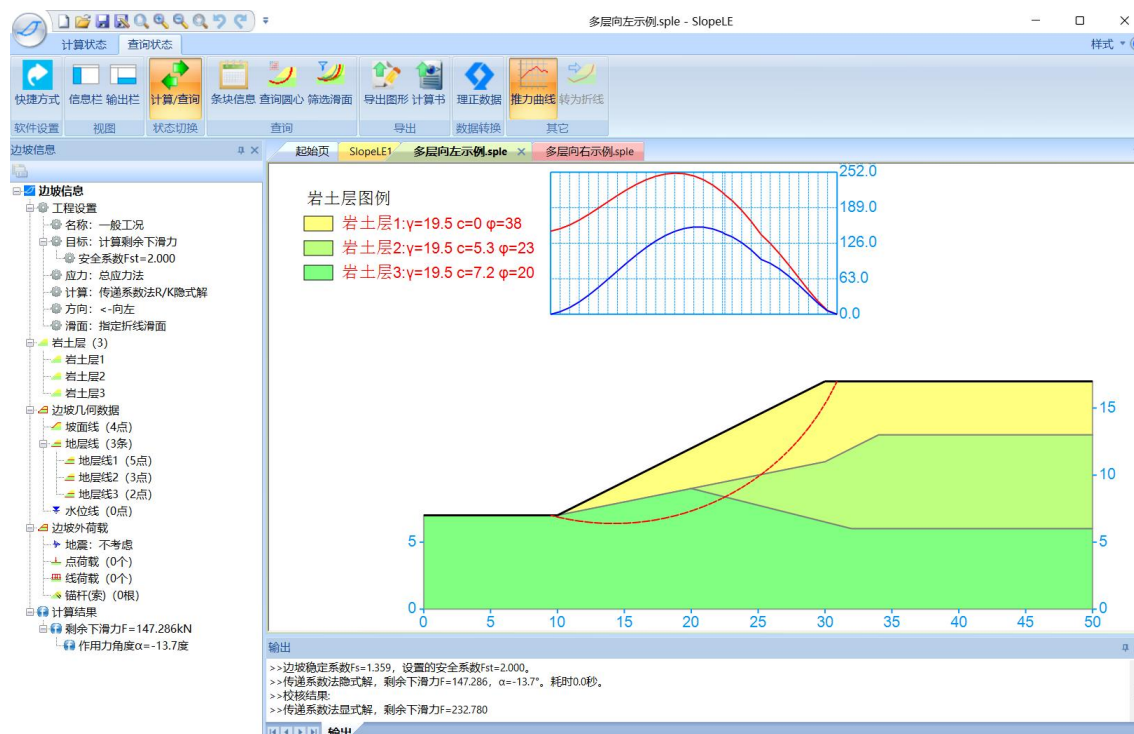 多层向左示例.sple - SlopeLE
计算状态 查询状态 样式
快捷方式 信息栏 输出栏 计算/查询 条块信息 查询圆心 筛选滑面 导出图形 计算书 理正数据 推力曲线 转为折线
软件设置 视图 状态切换 查询 导出 数据转换 其它
边坡信息
起始页 SlopeLE1 多层向左示例.sple 多层向右示例.sple
边坡信息
工程设置
名称：一般工况
目标：计算剩余下滑力
安全系数Fst=2.000
应力：总应力法
计算：传递系数法R/K隐式解
方向：<-向左
滑面：指定折线滑面
岩土层 (3)
岩土层1
岩土层2
岩土层3
边坡几何数据
坡面线 (4点)
地层线 (3条)
地层线1 (5点)
地层线2 (3点)
地层线3 (2点)
水位线 (0点)
边坡外荷载
地震：不考虑
点荷载 (0个)
线荷载 (0个)
锚杆(索) (0根)
计算结果
剩余下滑力F=147.286kN
作用力角度α=-13.7度
岩土层图例
岩土层1:γ=19.5 c=0 φ=38
岩土层2:γ=19.5 c=5.3 φ=23
岩土层3:γ=19.5 c=7.2 φ=20
252.0
189.0
126.0
63.0
0.0
15
10
5 5
0 0
0 5 10 15 20 25 30 35 40 45 50
输出
>>边坡稳定系数Fs=1.359，设置的安全系数Fst=2.000。
>>传递系数法隐式解，剩余下滑力F=147.286，α=-13.7°。耗时0.0秒。
>>校核结果:
>>传递系数法显式解，剩余下滑力F=232.780
输出